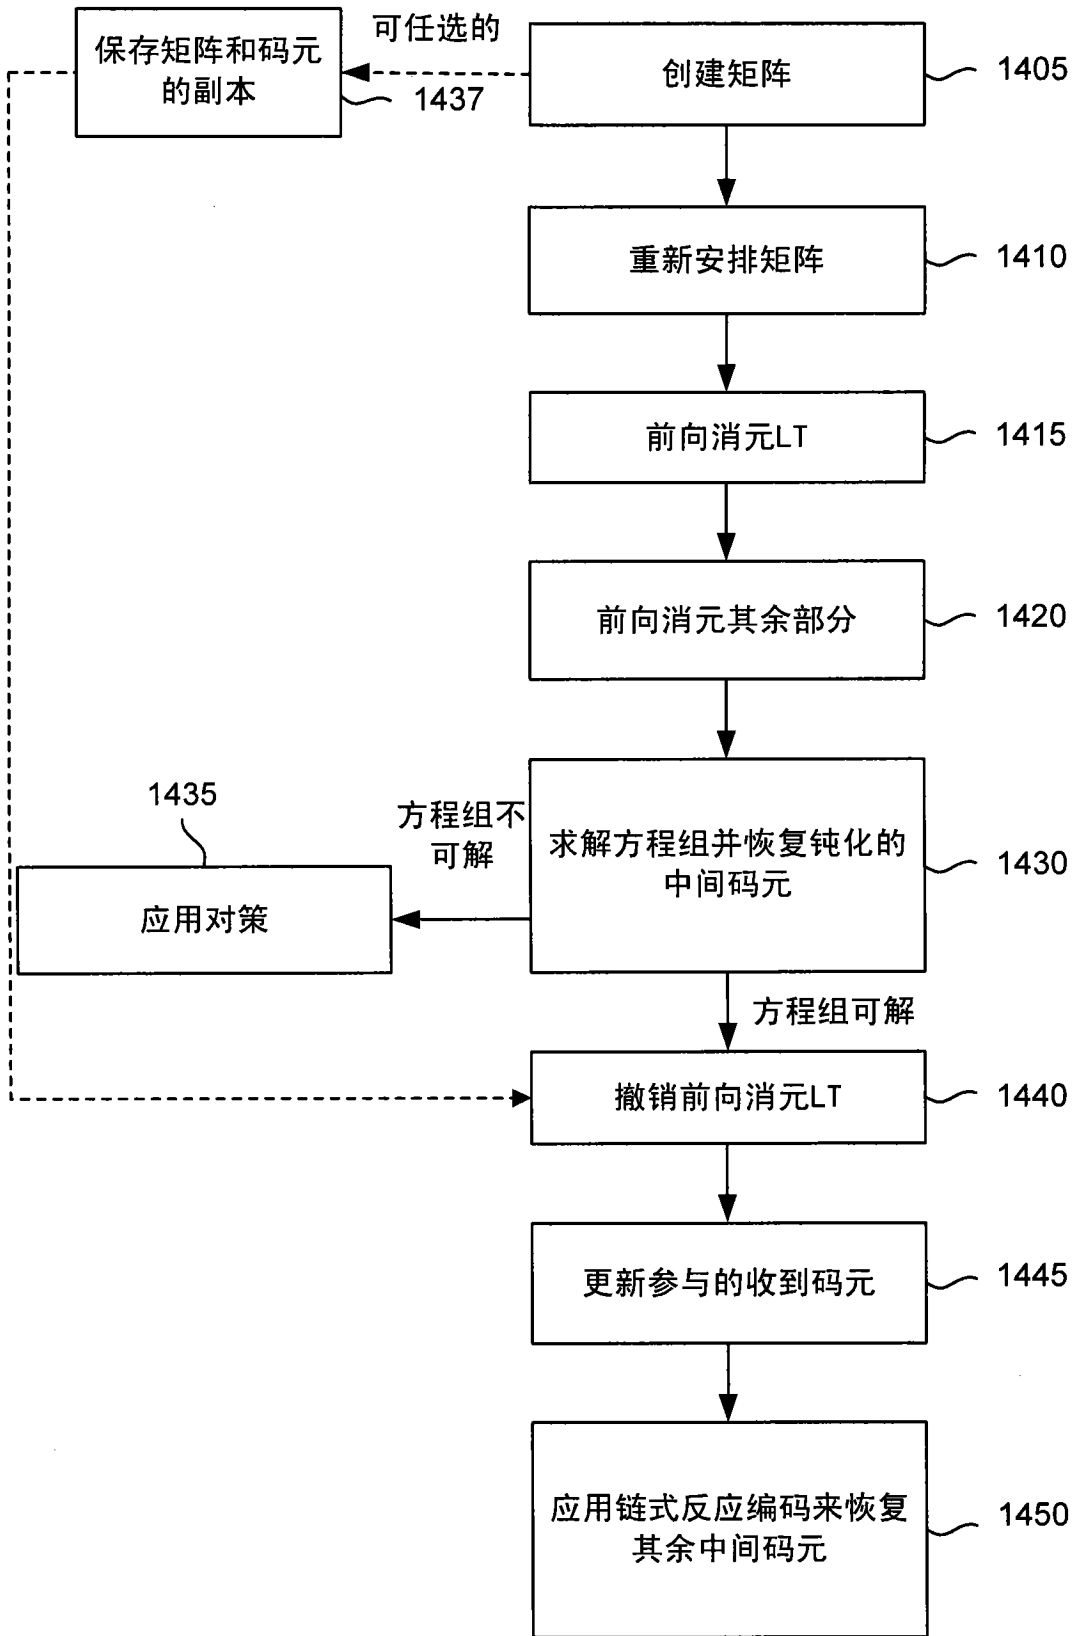 保存矩阵和码元
的副本
1437
可任选的
创建矩阵
1405
重新安排矩阵
1410
前向消元LT
1415
前向消元其余部分
1420
求解方程组并恢复钝化的
中间码元
1430
方程组不
可解
1435
应用对策
方程组可解
撤销前向消元LT
1440
更新参与的收到码元
1445
应用链式反应编码来恢复
其余中间码元
1450